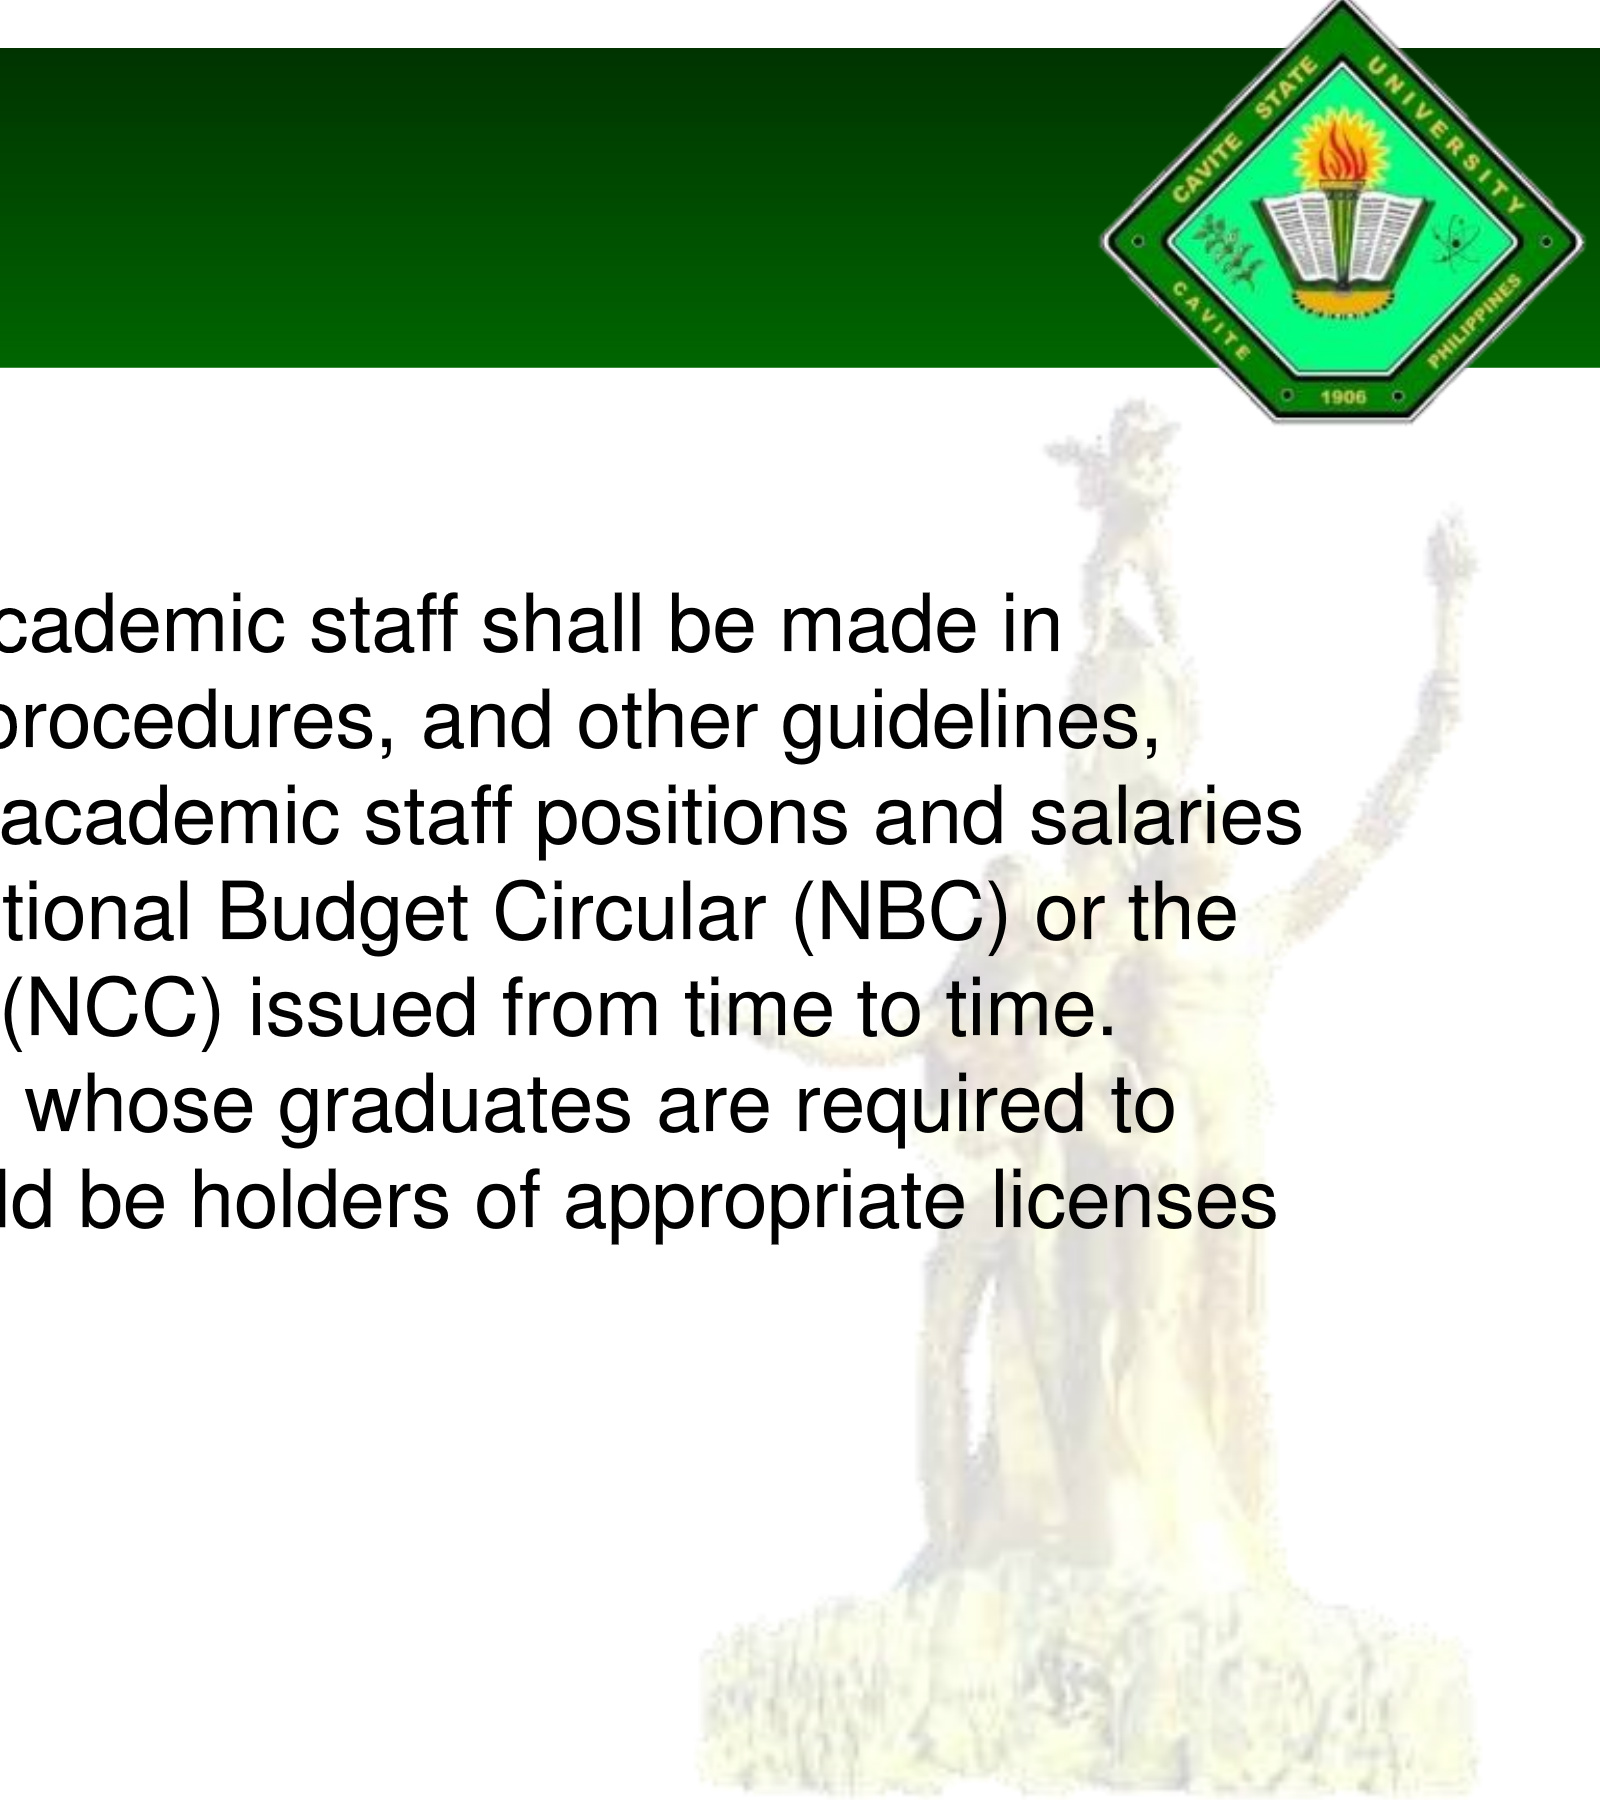 CAVITE STATE UNIVERSITY
CAVITE
PHILIPPINES
1906
cademic staff shall be made in
procedures, and other guidelines,
academic staff positions and salaries
tional Budget Circular (NBC) or the
(NCC) issued from time to time.
whose graduates are required to
ld be holders of appropriate licenses